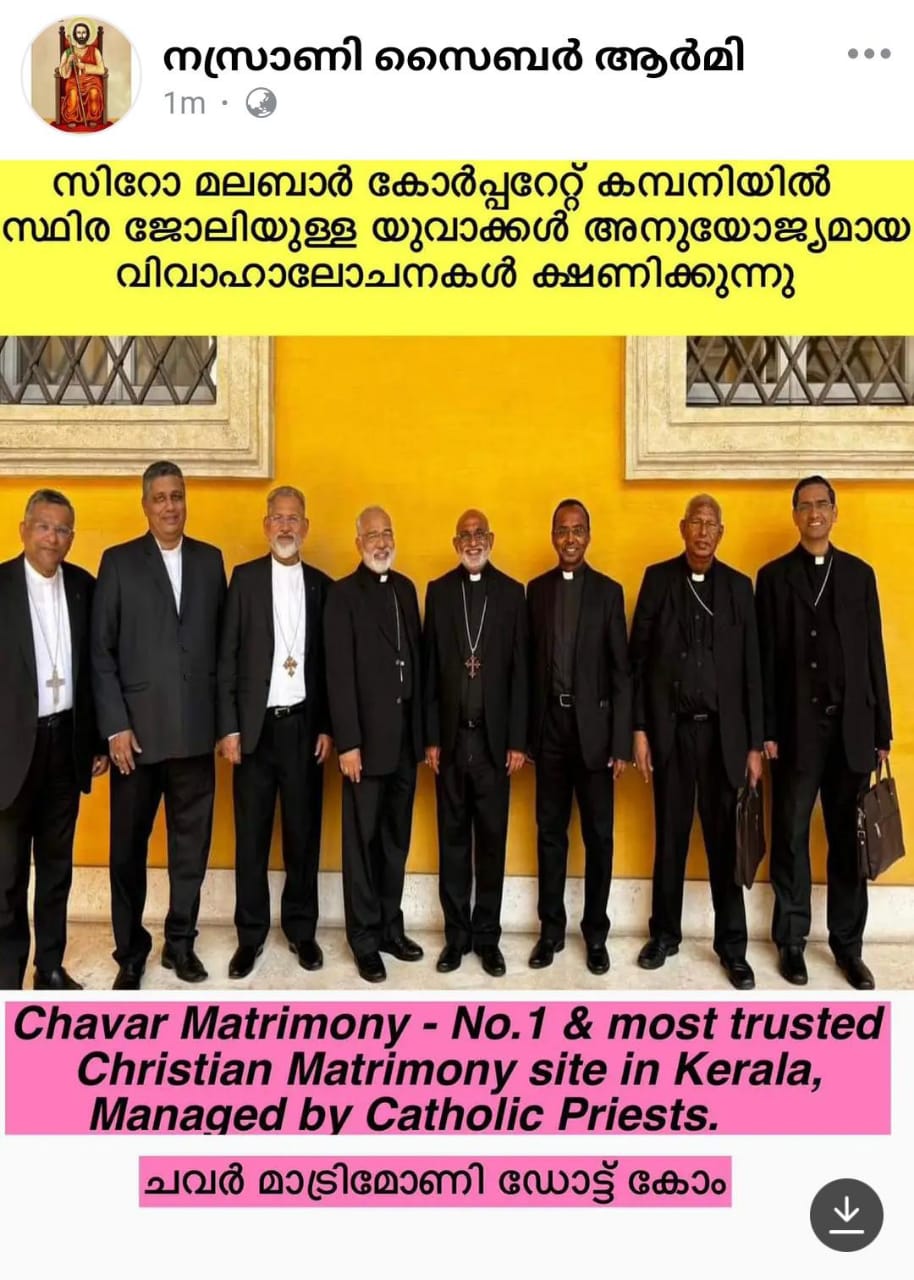 നസ്രാണി സൈബർ ആർമി
1m ·
സിറോ മലബാർ കോർപ്പറേറ്റ് കമ്പനിയിൽ
സ്ഥിര ജോലിയുള്ള യുവാക്കൾ അനുയോജ്യമായ
വിവാഹാലോചനകൾ ക്ഷണിക്കുന്നു
Chavar Matrimony - No.1 & most trusted
Christian Matrimony site in Kerala,
Managed by Catholic Priests.
ചവർ മാട്രിമോണി ഡോട്ട് കോം